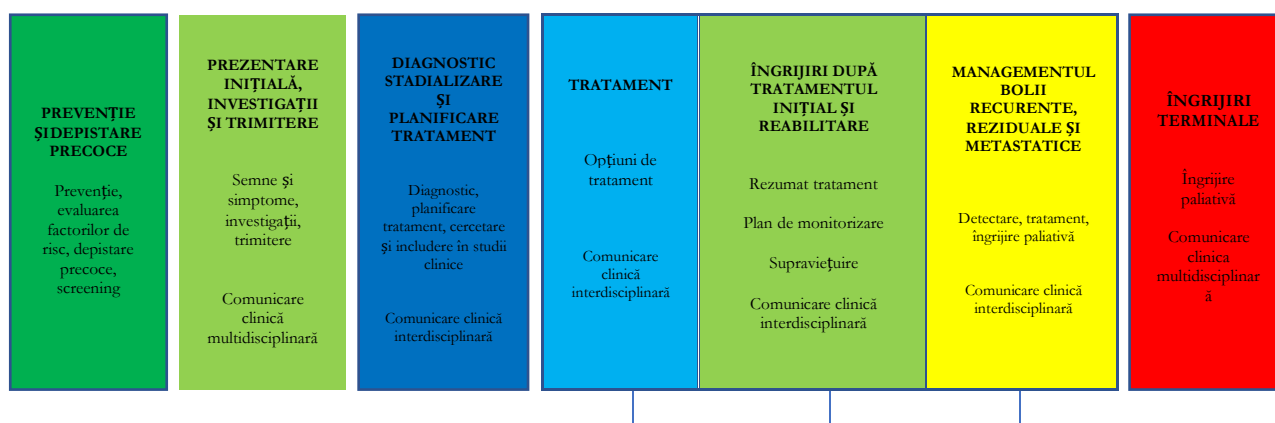 PREVENȚIE
ȘIDEPISTARE
PRECOCE
Prevenție,
evaluarea
factorilor de
risc, depistare
precoce,
screening
PREZENTARE
INIȚIALĂ,
INVESTIGAȚII
ȘI TRIMITERE
Semne și
simptome,
investigații,
trimitere
Comunicare
clinică
multidisciplinară
DIAGNOSTIC
STADIALIZARE
ȘI
PLANIFICARE
TRATAMENT
Diagnostic,
planificare
tratament, cercetare
și includere în studii
clinice
Comunicare clinică
interdisciplinară
TRATAMENT
Opțiuni de
tratament
Comunicare
clinică
interdisciplinară
ÎNGRIJIRI DUPĂ
TRATAMENTUL
INIȚIAL ȘI
REABILITARE
Rezumat tratament
Plan de monitorizare
Supraviețuire
Comunicare clinică
interdisciplinară
MANAGEMENTUL
BOLII
RECURENTE,
REZIDUALE ȘI
METASTATICE
Detectare, tratament,
îngrijire paliativă
Comunicare clinică
interdisciplinară
ÎNGRIJIRI
TERMINALE
Îngrijire
paliativă
Comunicare
clinica
multidisciplinar
ă